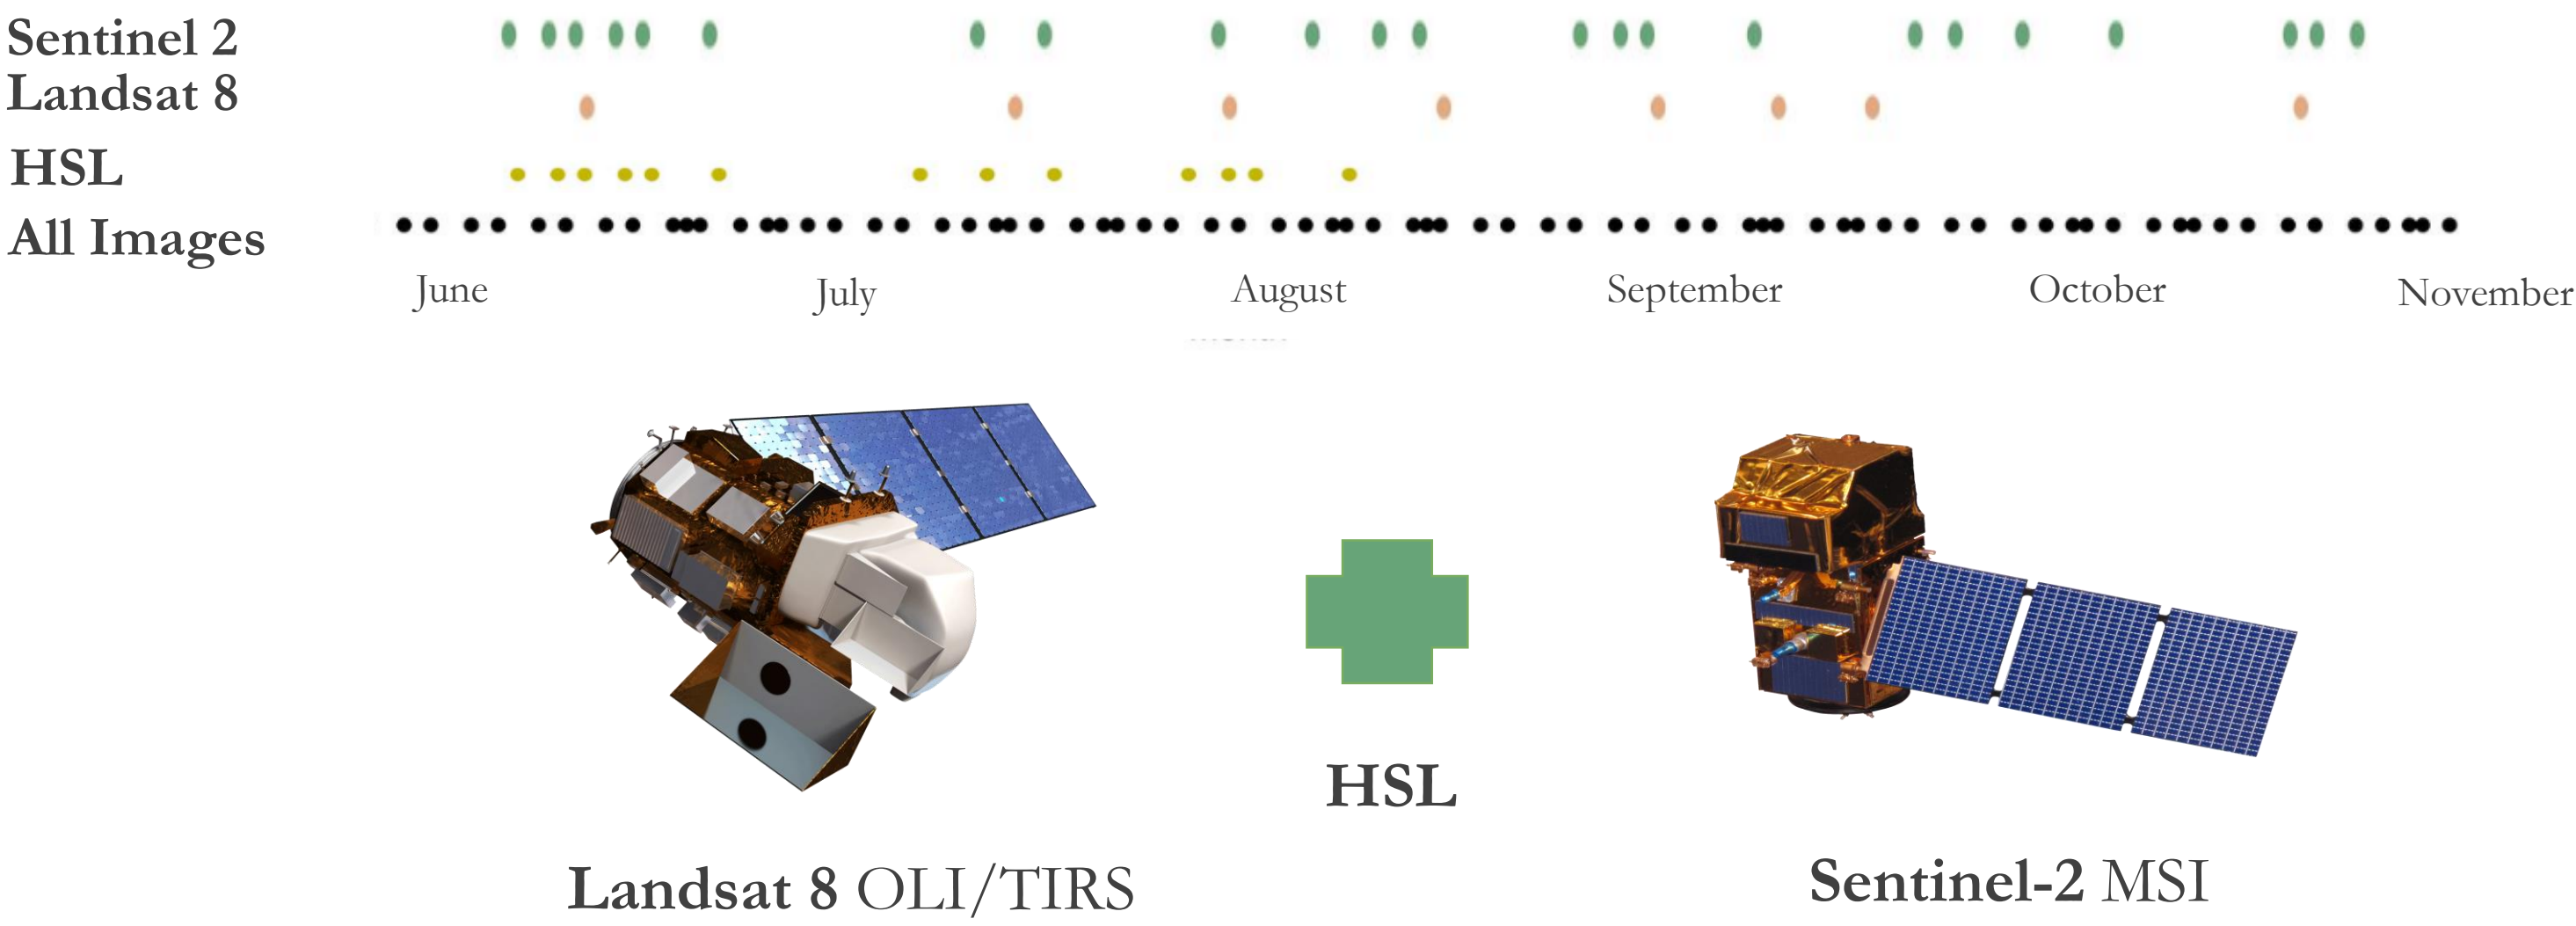 Sentinel 2
Landsat 8
HSL
All Images
June July August September October November
HSL
Landsat 8 OLI/TIRS
Sentinel-2 MSI